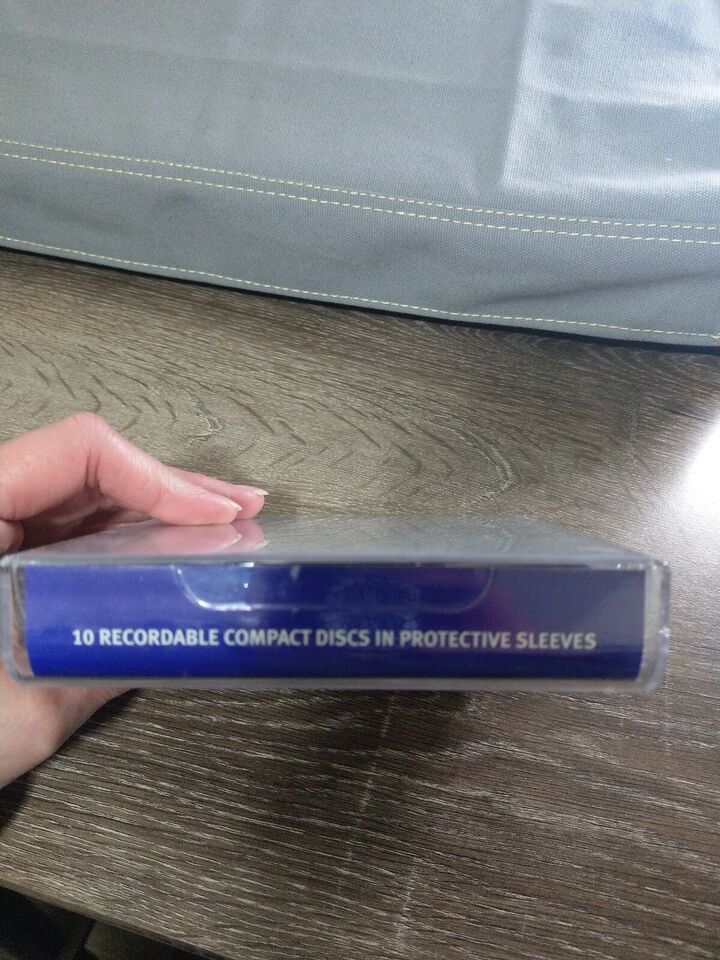 10 RECORDABLE COMPACT DISCS IN PROTECTIVE SLEEVES